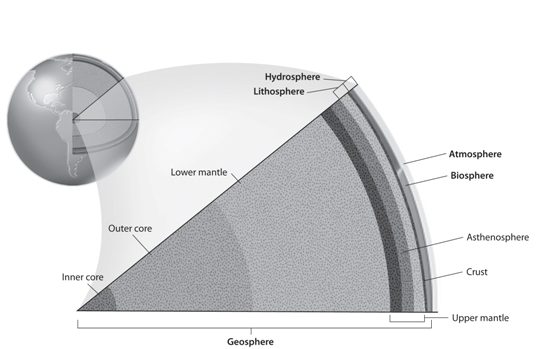 Hydrosphere
Lithosphere
Atmosphere
Biosphere
Lower mantle
Outer core
Asthenosphere
Inner core
Crust
Upper mantle
Geosphere